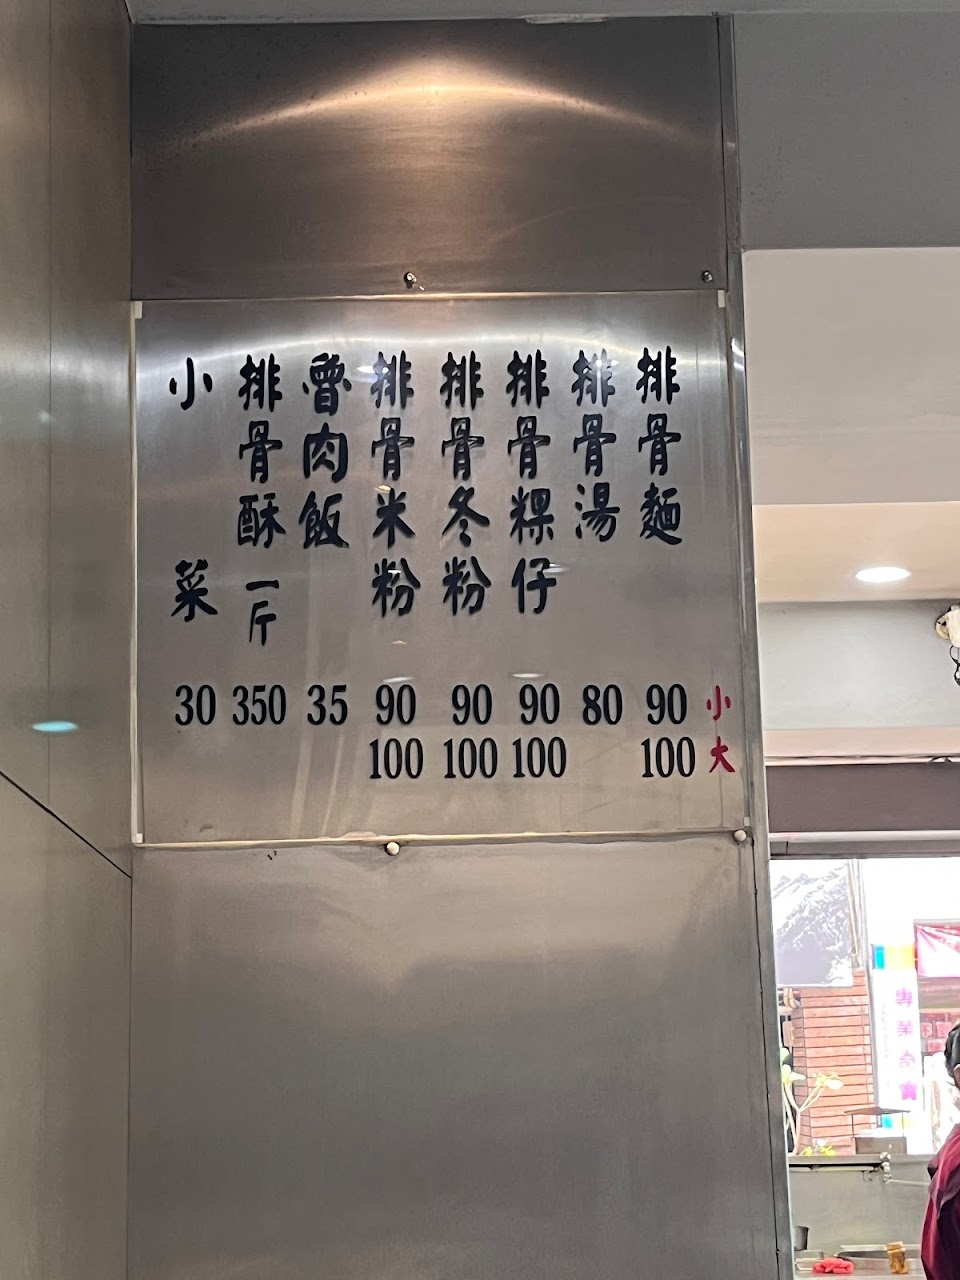 排骨麵 90 100
排骨湯 80
排骨粿仔 90 100
排骨冬粉 90 100
排骨米粉 90 100
魯肉飯 35
排骨酥一斤 350
小菜 30
小
大
專業